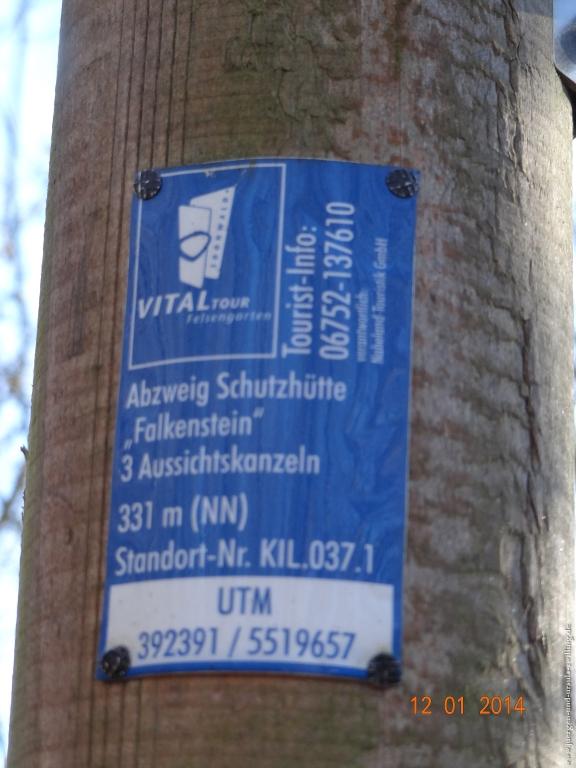 VITAL TOUR
Felsengarten
Tourist-Info:
06752-137610
verantwortlich:
Naheland Touristik GmbH
Abzweig Schutzhütte
„Falkenstein“
3 Aussichtskanzeln
331 m (NN)
Standort-Nr. KIL.037.1
UTM
392391 / 5519657
12 01 2014